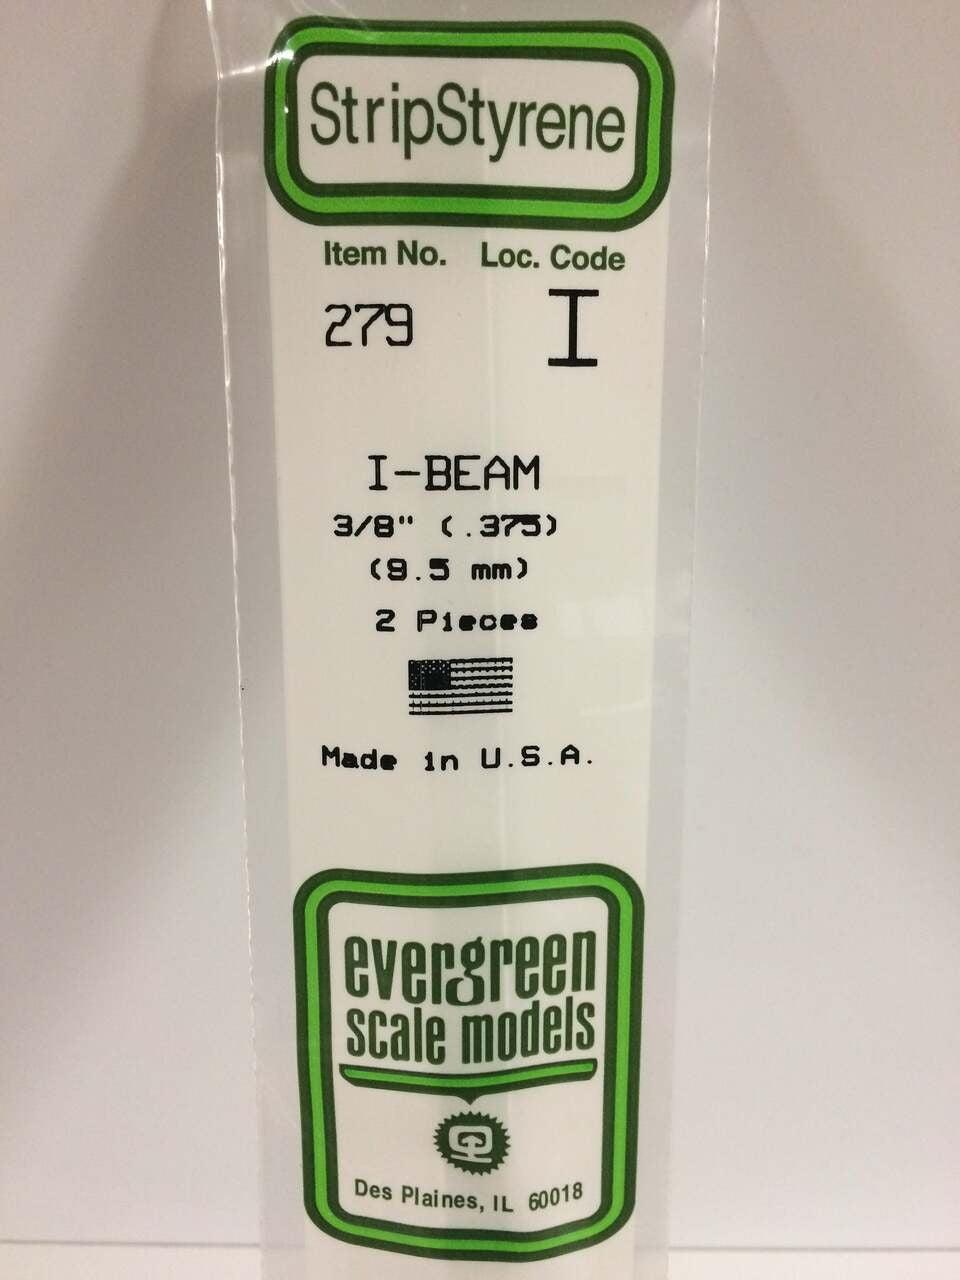 StripStyrene
Item No. Loc. Code
279 I
I-BEAM
3/8" (.375)
(9.5 mm)
2 Pieces
Made in U.S.A.
evergreen
scale models
Des Plaines, IL 60018